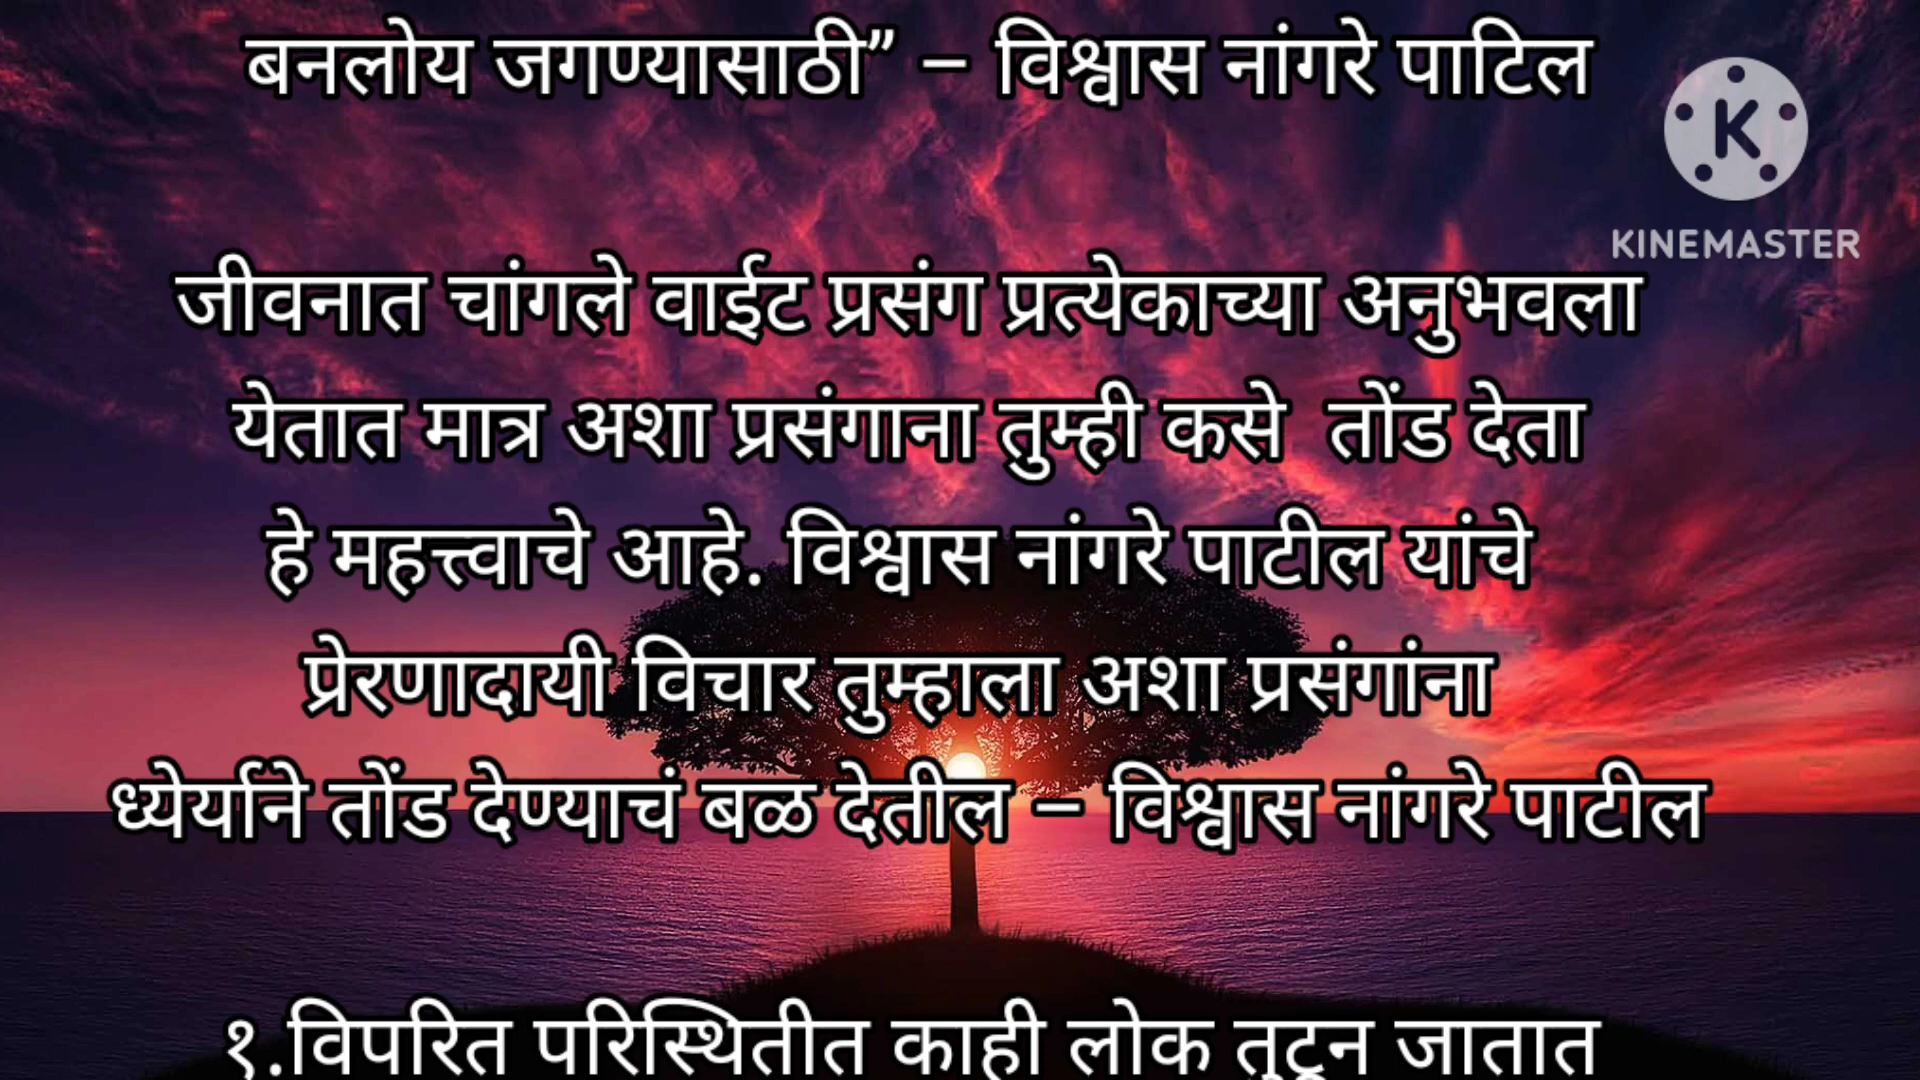 बनलोय जगण्यासाठी” – विश्वास नांगरे पाटिल
KINEMASTER
जीवनात चांगले वाईट प्रसंग प्रत्येकाच्या अनुभवला
येतात मात्र अशा प्रसंगाना तुम्ही कसे तोंड देता
हे महत्त्वाचे आहे. विश्वास नांगरे पाटील यांचे
प्रेरणादायी विचार तुम्हाला अशा प्रसंगांना
ध्येर्याने तोंड देण्याचं बळ देतील – विश्वास नांगरे पाटील
१.विपरित परिस्थितीत काही लोक तुटून जातात